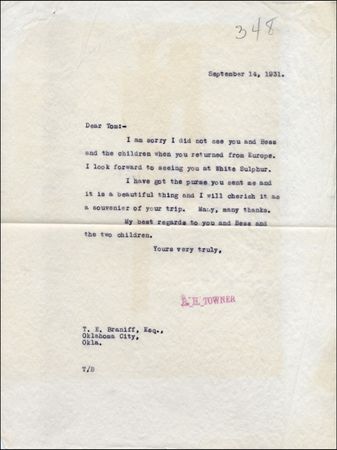 348
September 14, 1931.
Dear Tom:-
I am sorry I did not see you and Bess
and the children when you returned from Europe.
I look forward to seeing you at White Sulphur.
I have got the purse you sent me and
it is a beautiful thing and I will cherish it as
a souvenier of your trip. Many, many thanks.
My best regards to you and Bess and
the two children.
Yours very truly,
R. H. TOWNER
T. E. Braniff, Esq.,
Oklahoma City,
Okla.
T/B